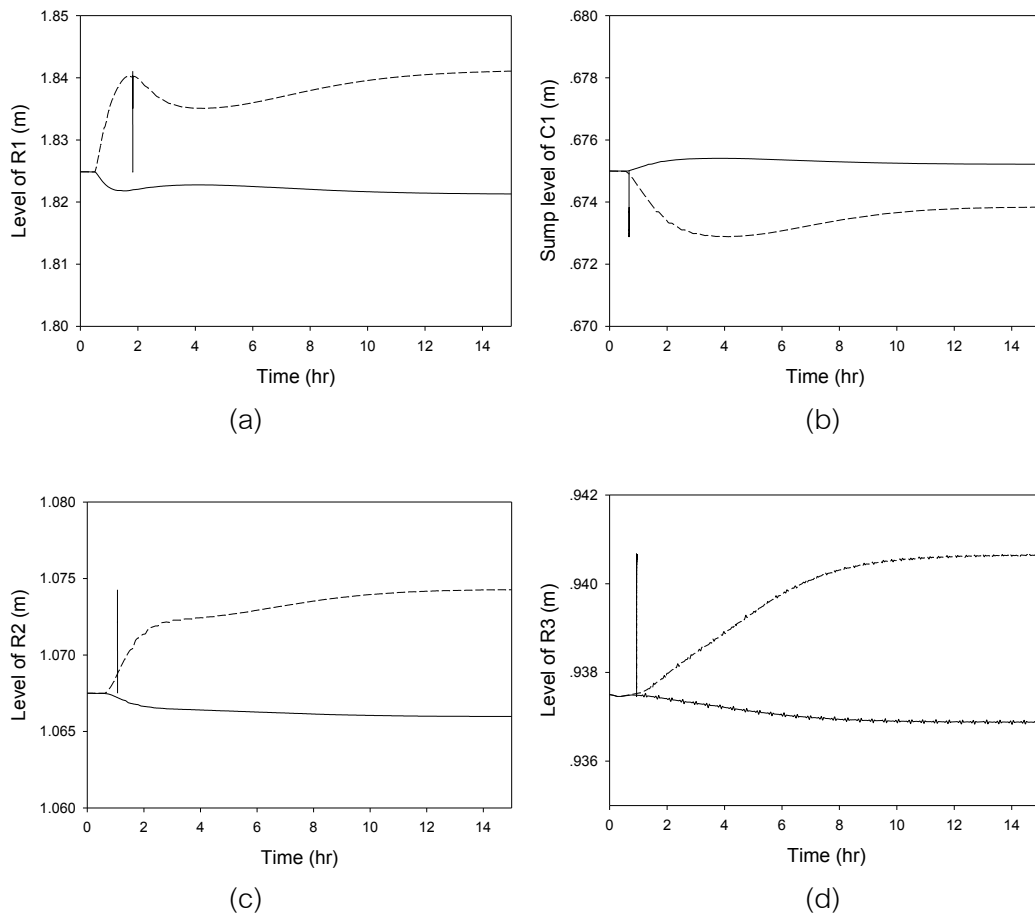 Level of R1 (m)
1.85
1.84
1.83
1.82
1.81
1.80
0 2 4 6 8 10 12 14
Time (hr)
(a)
Sump level of C1 (m)
.680
.678
.676
.674
.672
.670
0 2 4 6 8 10 12 14
Time (hr)
(b)
Level of R2 (m)
1.080
1.075
1.070
1.065
1.060
0 2 4 6 8 10 12 14
Time (hr)
(c)
Level of R3 (m)
.942
.940
.938
.936
0 2 4 6 8 10 12 14
Time (hr)
(d)